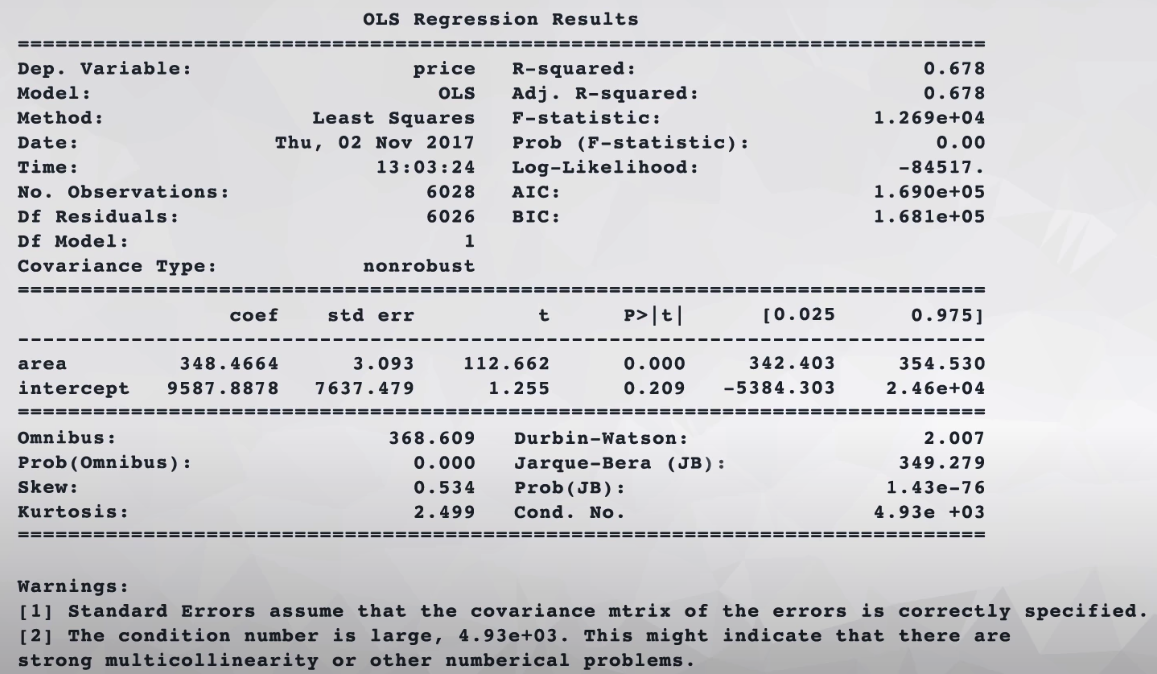 OLS Regression Results
==============================================================================
Dep. Variable: price R-squared: 0.678
Model: OLS Adj. R-squared: 0.678
Method: Least Squares F-statistic: 1.269e+04
Date: Thu, 02 Nov 2017 Prob (F-statistic): 0.00
Time: 13:03:24 Log-Likelihood: -84517.
No. Observations: 6028 AIC: 1.690e+05
Df Residuals: 6026 BIC: 1.681e+05
Df Model: 1
Covariance Type: nonrobust
==============================================================================
coef std err t P>|t| [0.025 0.975]
------------------------------------------------------------------------------
area 348.4664 3.093 112.662 0.000 342.403 354.530
intercept 9587.8878 7637.479 1.255 0.209 -5384.303 2.46e+04
==============================================================================
Omnibus: 368.609 Durbin-Watson: 2.007
Prob(Omnibus): 0.000 Jarque-Bera (JB): 349.279
Skew: 0.534 Prob(JB): 1.43e-76
Kurtosis: 2.499 Cond. No. 4.93e +03
==============================================================================
Warnings:
[1] Standard Errors assume that the covariance mtrix of the errors is correctly specified.
[2] The condition number is large, 4.93e+03. This might indicate that there are
strong multicollinearity or other numberical problems.